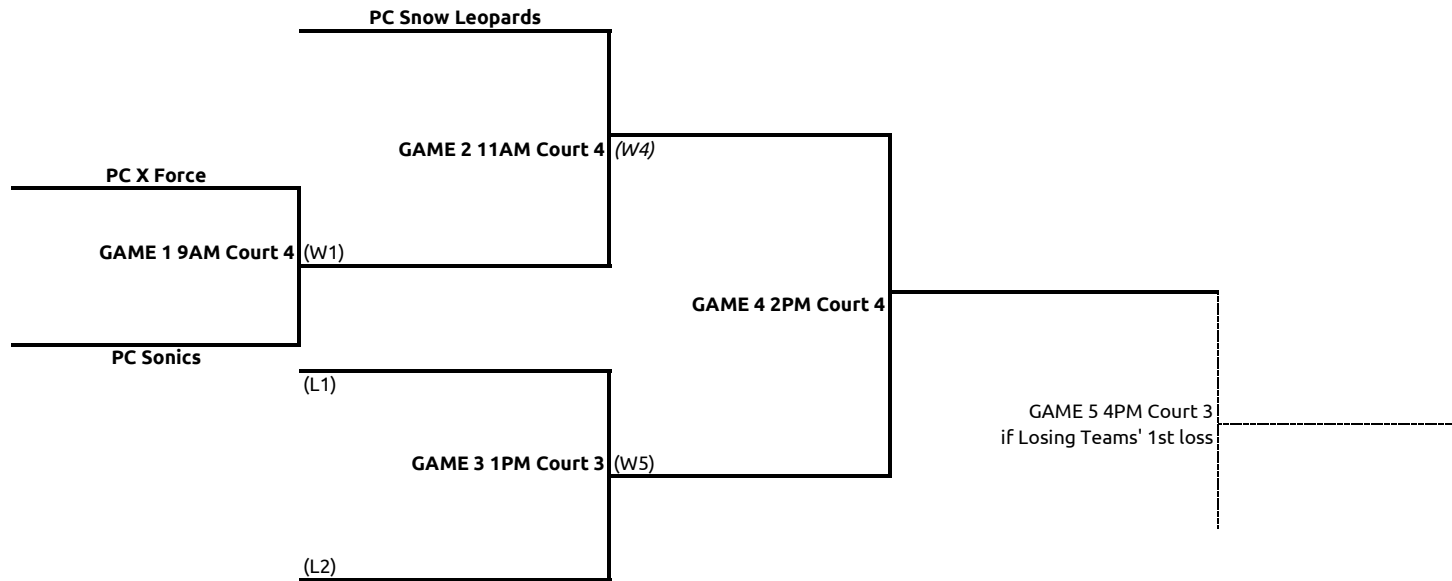 PC Snow Leopards
GAME 2 11AM Court 4 (W4)
PC X Force
GAME 1 9AM Court 4 (W1)
GAME 4 2PM Court 4
PC Sonics
(L1)
GAME 5 4PM Court 3
if Losing Teams' 1st loss
GAME 3 1PM Court 3 (W5)
(L2)